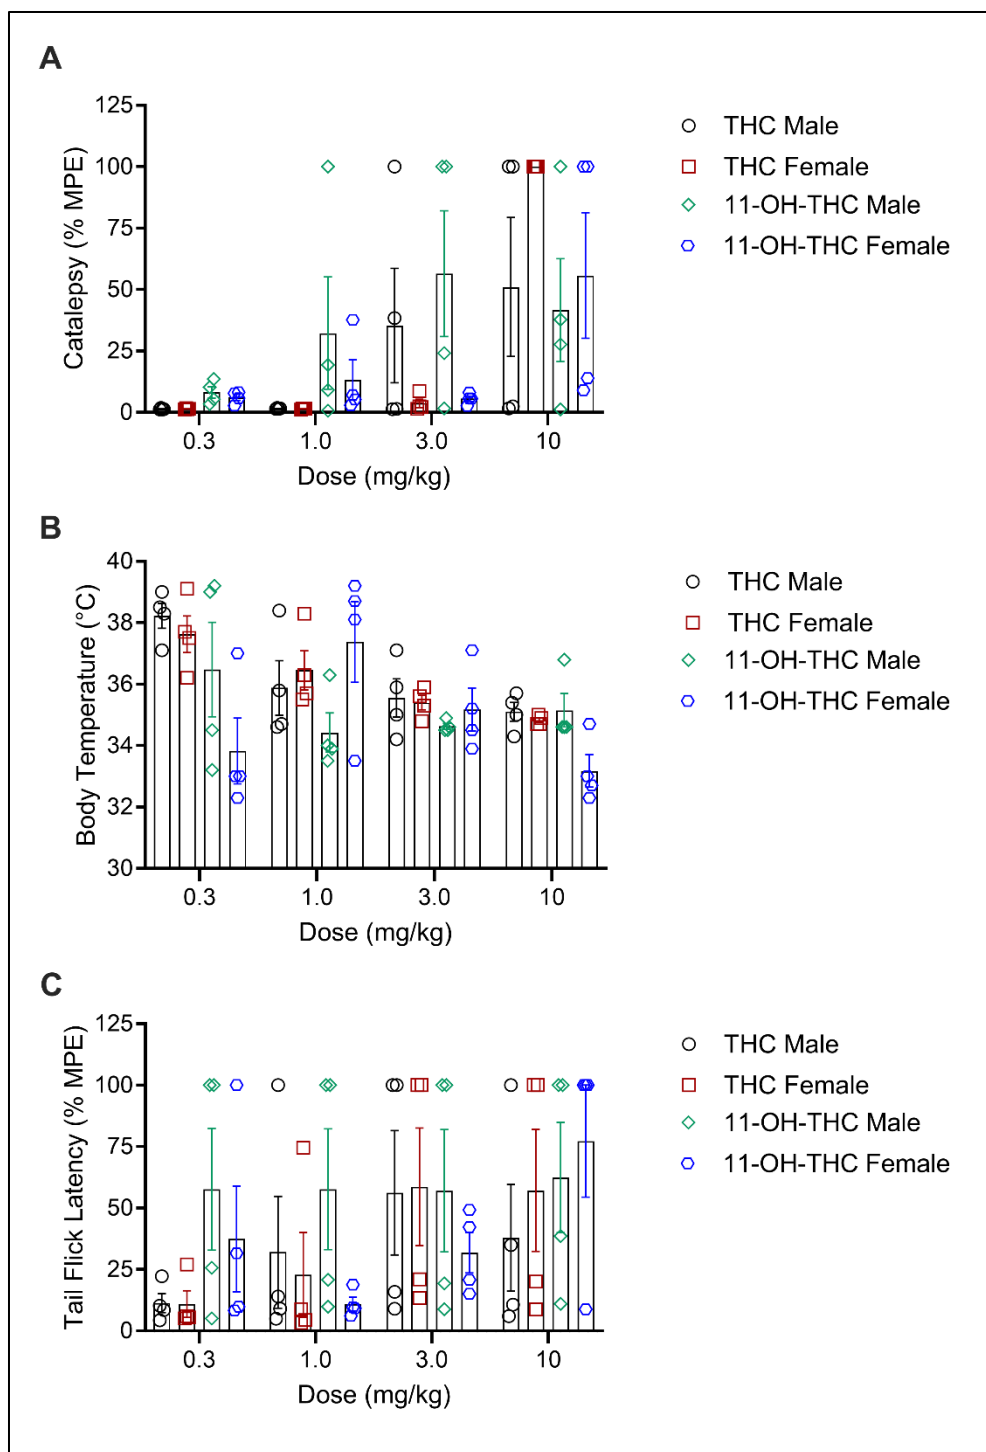 A
Catalepsy (% MPE)
125
100
75
50
25
0
0.3 1.0 3.0 10
Dose (mg/kg)
THC Male
THC Female
11-OH-THC Male
11-OH-THC Female
B
Body Temperature (°C)
40
38
36
34
32
30
0.3 1.0 3.0 10
Dose (mg/kg)
THC Male
THC Female
11-OH-THC Male
11-OH-THC Female
C
Tail Flick Latency (% MPE)
125
100
75
50
25
0
0.3 1.0 3.0 10
Dose (mg/kg)
THC Male
THC Female
11-OH-THC Male
11-OH-THC Female